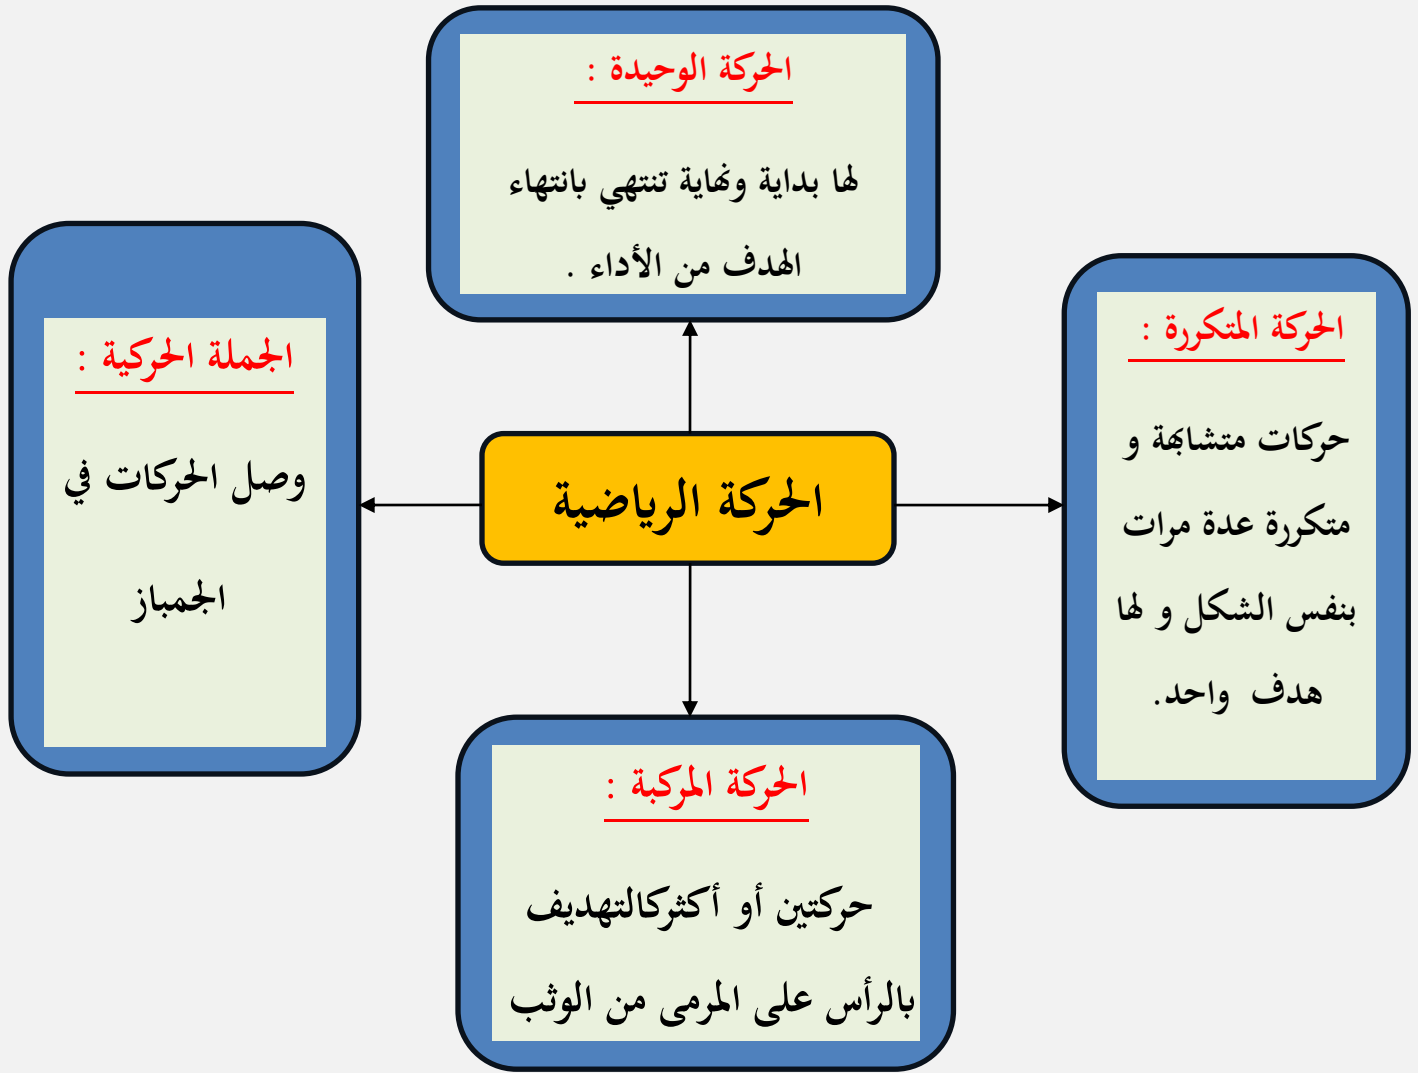 الحركة الوحيدة :
لها بداية ونهاية تنتهي بانتهاء
الهدف من الأداء .
الحركة المتكررة :
حركات متشابهة و
متكررة عدة مرات
بنفس الشكل و لها
هدف واحد.
الحركة الرياضية
الجملة الحركية :
وصل الحركات في
الجمباز
الحركة المركبة :
حركتين أو أكثركالتهديف
بالرأس على المرمى من الوثب